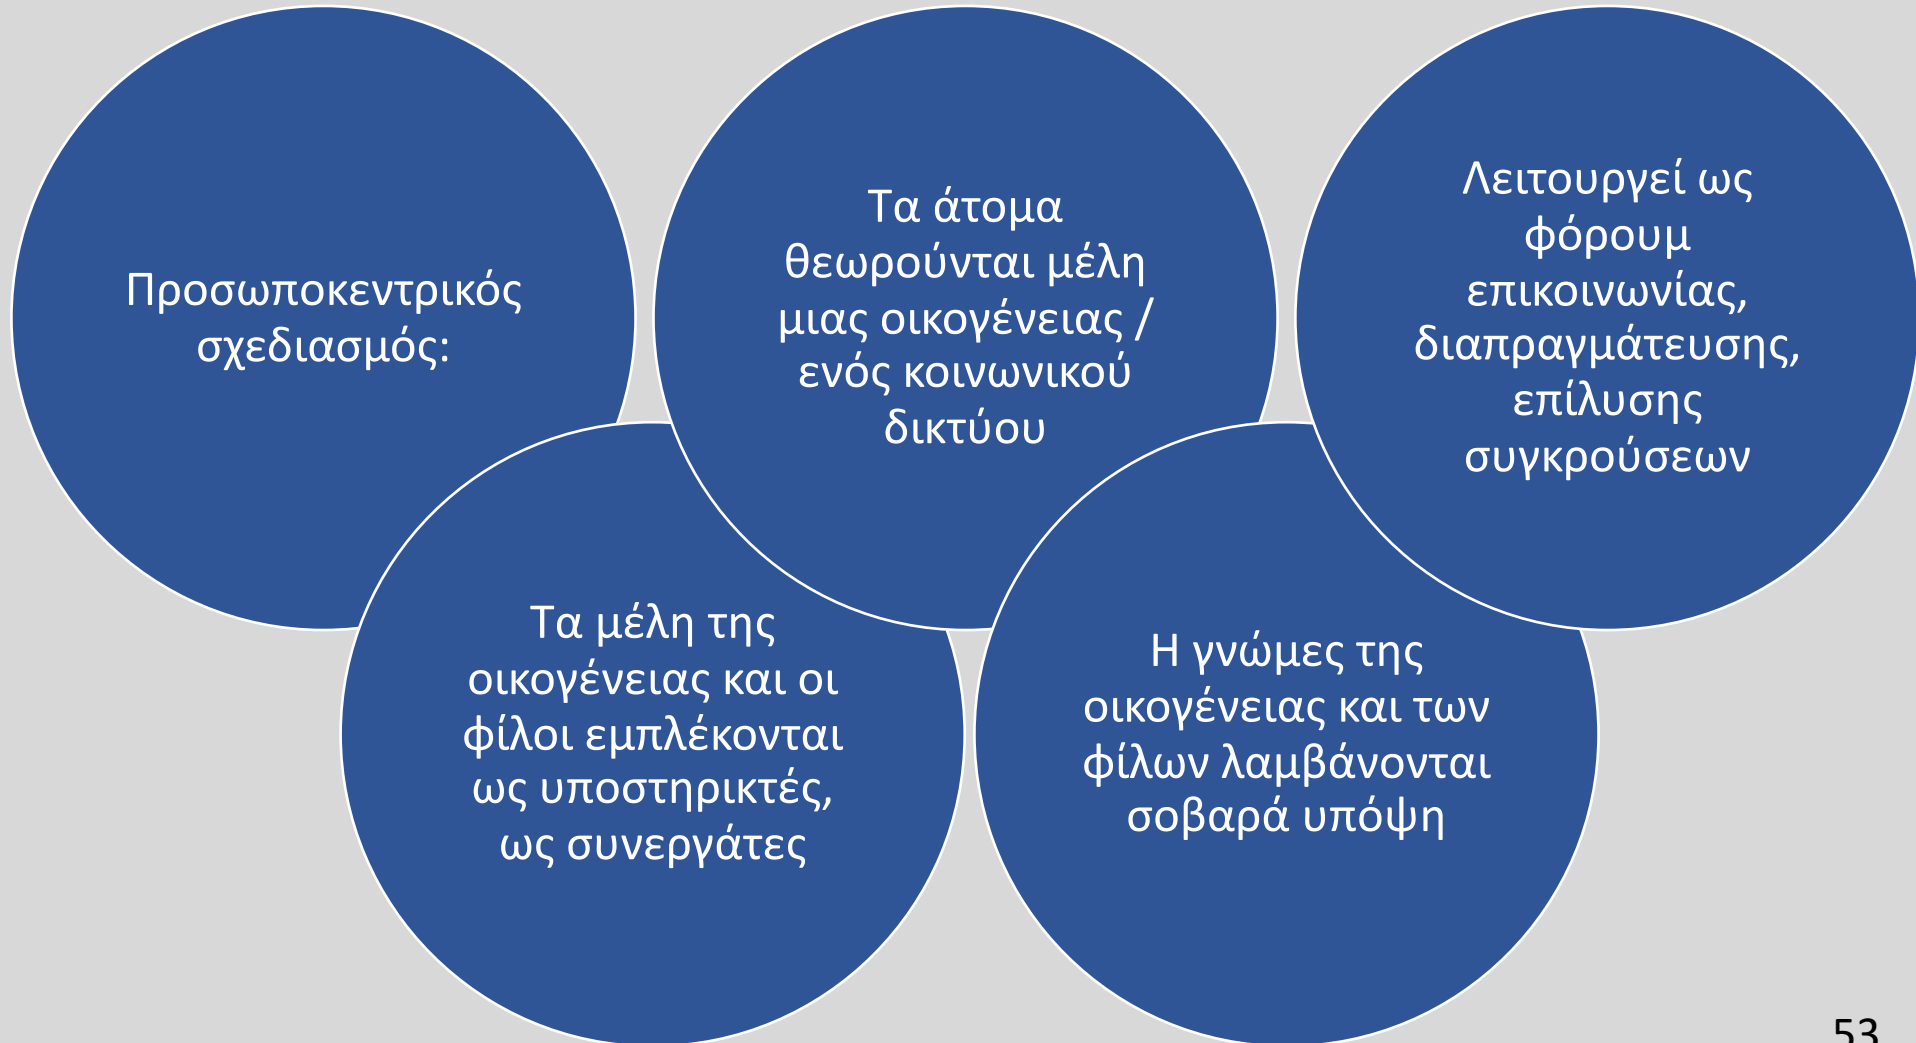 Προσωποκεντρικός
σχεδιασμός:
Τα μέλη της
οικογένειας και οι
φίλοι εμπλέκονται
ως υποστηρικτές,
ως συνεργάτες
Τα άτομα
θεωρούνται μέλη
μιας οικογένειας /
ενός κοινωνικού
δικτύου
Η γνώμες της
οικογένειας και των
φίλων λαμβάνονται
σοβαρά υπόψη
Λειτουργεί ως
φόρουμ
επικοινωνίας,
διαπραγμάτευσης,
επίλυσης
συγκρούσεων
53